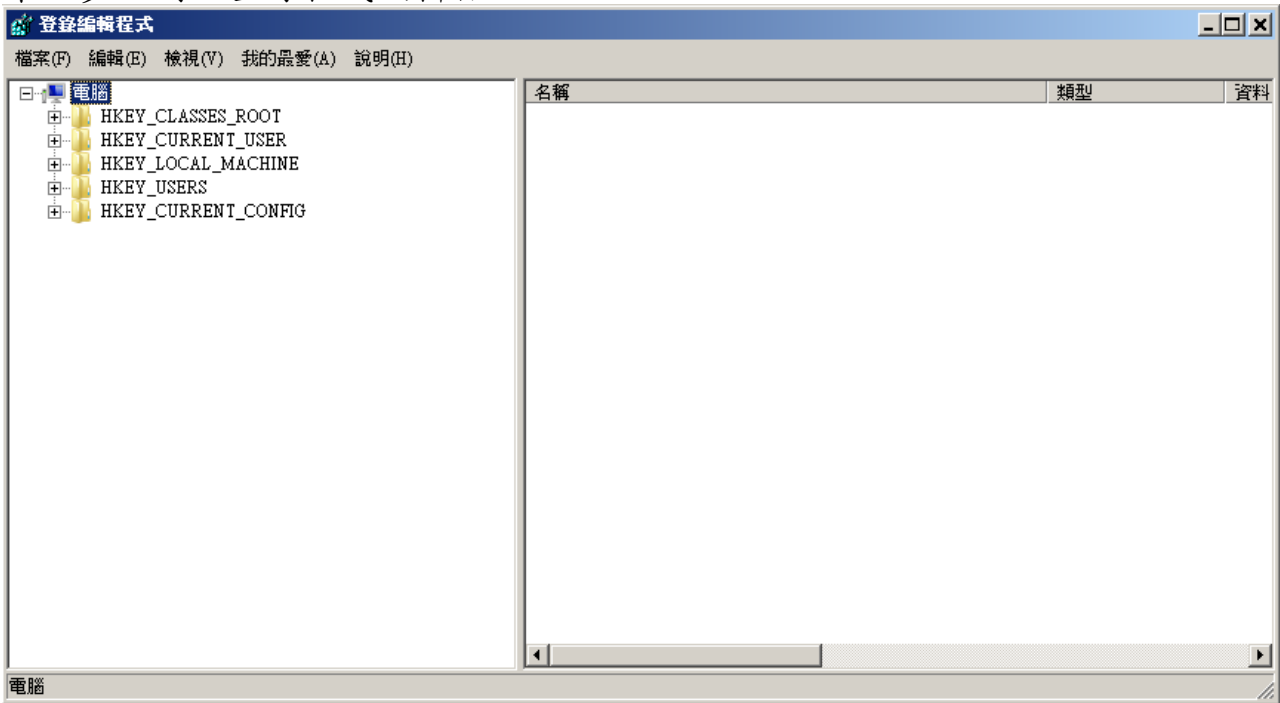 登錄編輯程式
檔案(F) 編輯(E) 檢視(V) 我的最愛(A) 說明(H)
電腦
HKEY_CLASSES_ROOT
HKEY_CURRENT_USER
HKEY_LOCAL_MACHINE
HKEY_USERS
HKEY_CURRENT_CONFIG
名稱 類型 資料
電腦